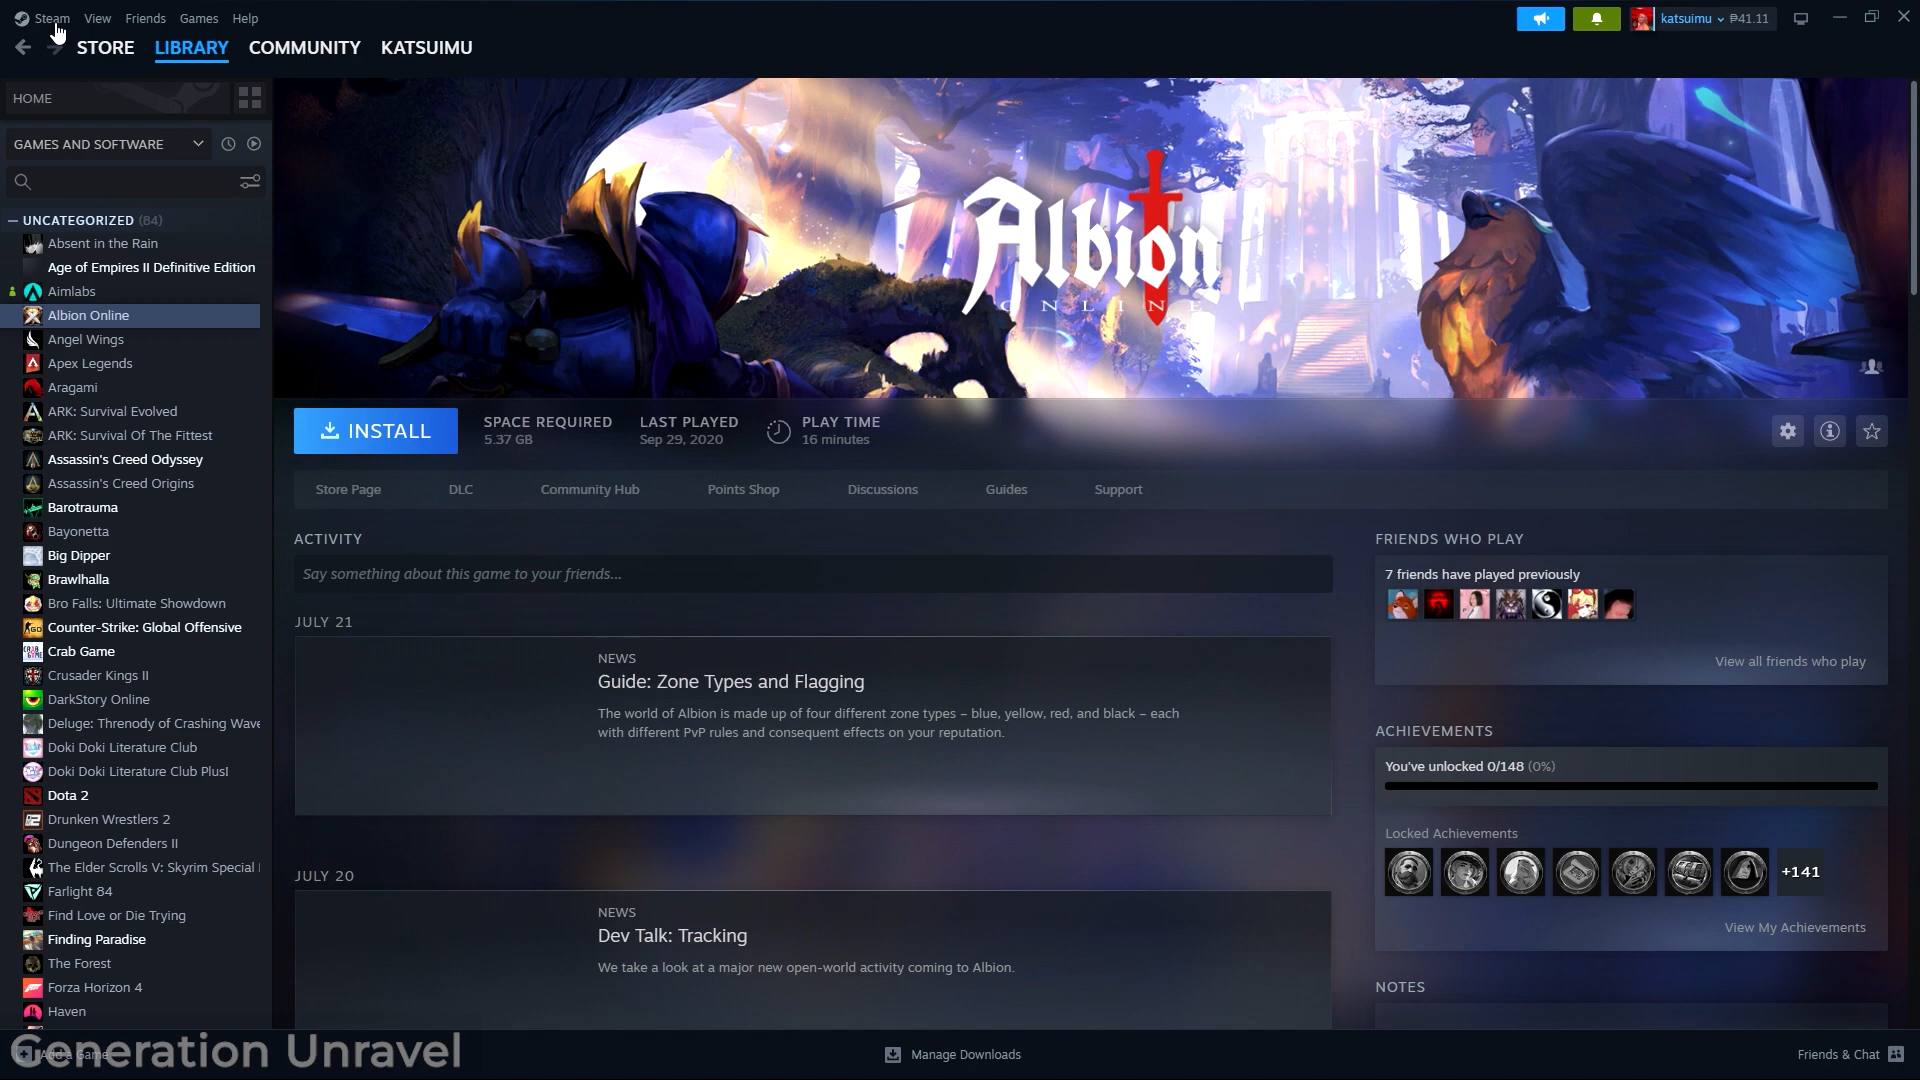 Steam View Friends Games Help
katsuimu ₱41.11
STORE LIBRARY COMMUNITY KATSUIMU
HOME
GAMES AND SOFTWARE
UNCATEGORIZED (84)
Absent in the Rain
Age of Empires II Definitive Edition
Aimlabs
Albion Online
Angel Wings
Apex Legends
Aragami
ARK: Survival Evolved
ARK: Survival Of The Fittest
Assassin's Creed Odyssey
Assassin's Creed Origins
Barotrauma
Bayonetta
Big Dipper
Brawlhalla
Bro Falls: Ultimate Showdown
Counter-Strike: Global Offensive
Crab Game
Crusader Kings II
DarkStory Online
Deluge: Threnody of Crashing Wave
Doki Doki Literature Club
Doki Doki Literature Club Plus!
Dota 2
Drunken Wrestlers 2
Dungeon Defenders II
The Elder Scrolls V: Skyrim Special
Farlight 84
Find Love or Die Trying
Finding Paradise
The Forest
Forza Horizon 4
Haven
Albion
ONLINE
INSTALL
SPACE REQUIRED
5.37 GB
LAST PLAYED
Sep 29, 2020
PLAY TIME
16 minutes
Store Page DLC Community Hub Points Shop Discussions Guides Support
ACTIVITY
Say something about this game to your friends...
JULY 21
NEWS
Guide: Zone Types and Flagging
The world of Albion is made up of four different zone types – blue, yellow, red, and black – each
with different PvP rules and consequent effects on your reputation.
JULY 20
NEWS
Dev Talk: Tracking
We take a look at a major new open-world activity coming to Albion.
FRIENDS WHO PLAY
7 friends have played previously
View all friends who play
ACHIEVEMENTS
You've unlocked 0/148 (0%)
Locked Achievements
+141
View My Achievements
NOTES
Add a Game
Generation Unravel
Manage Downloads
Friends & Chat